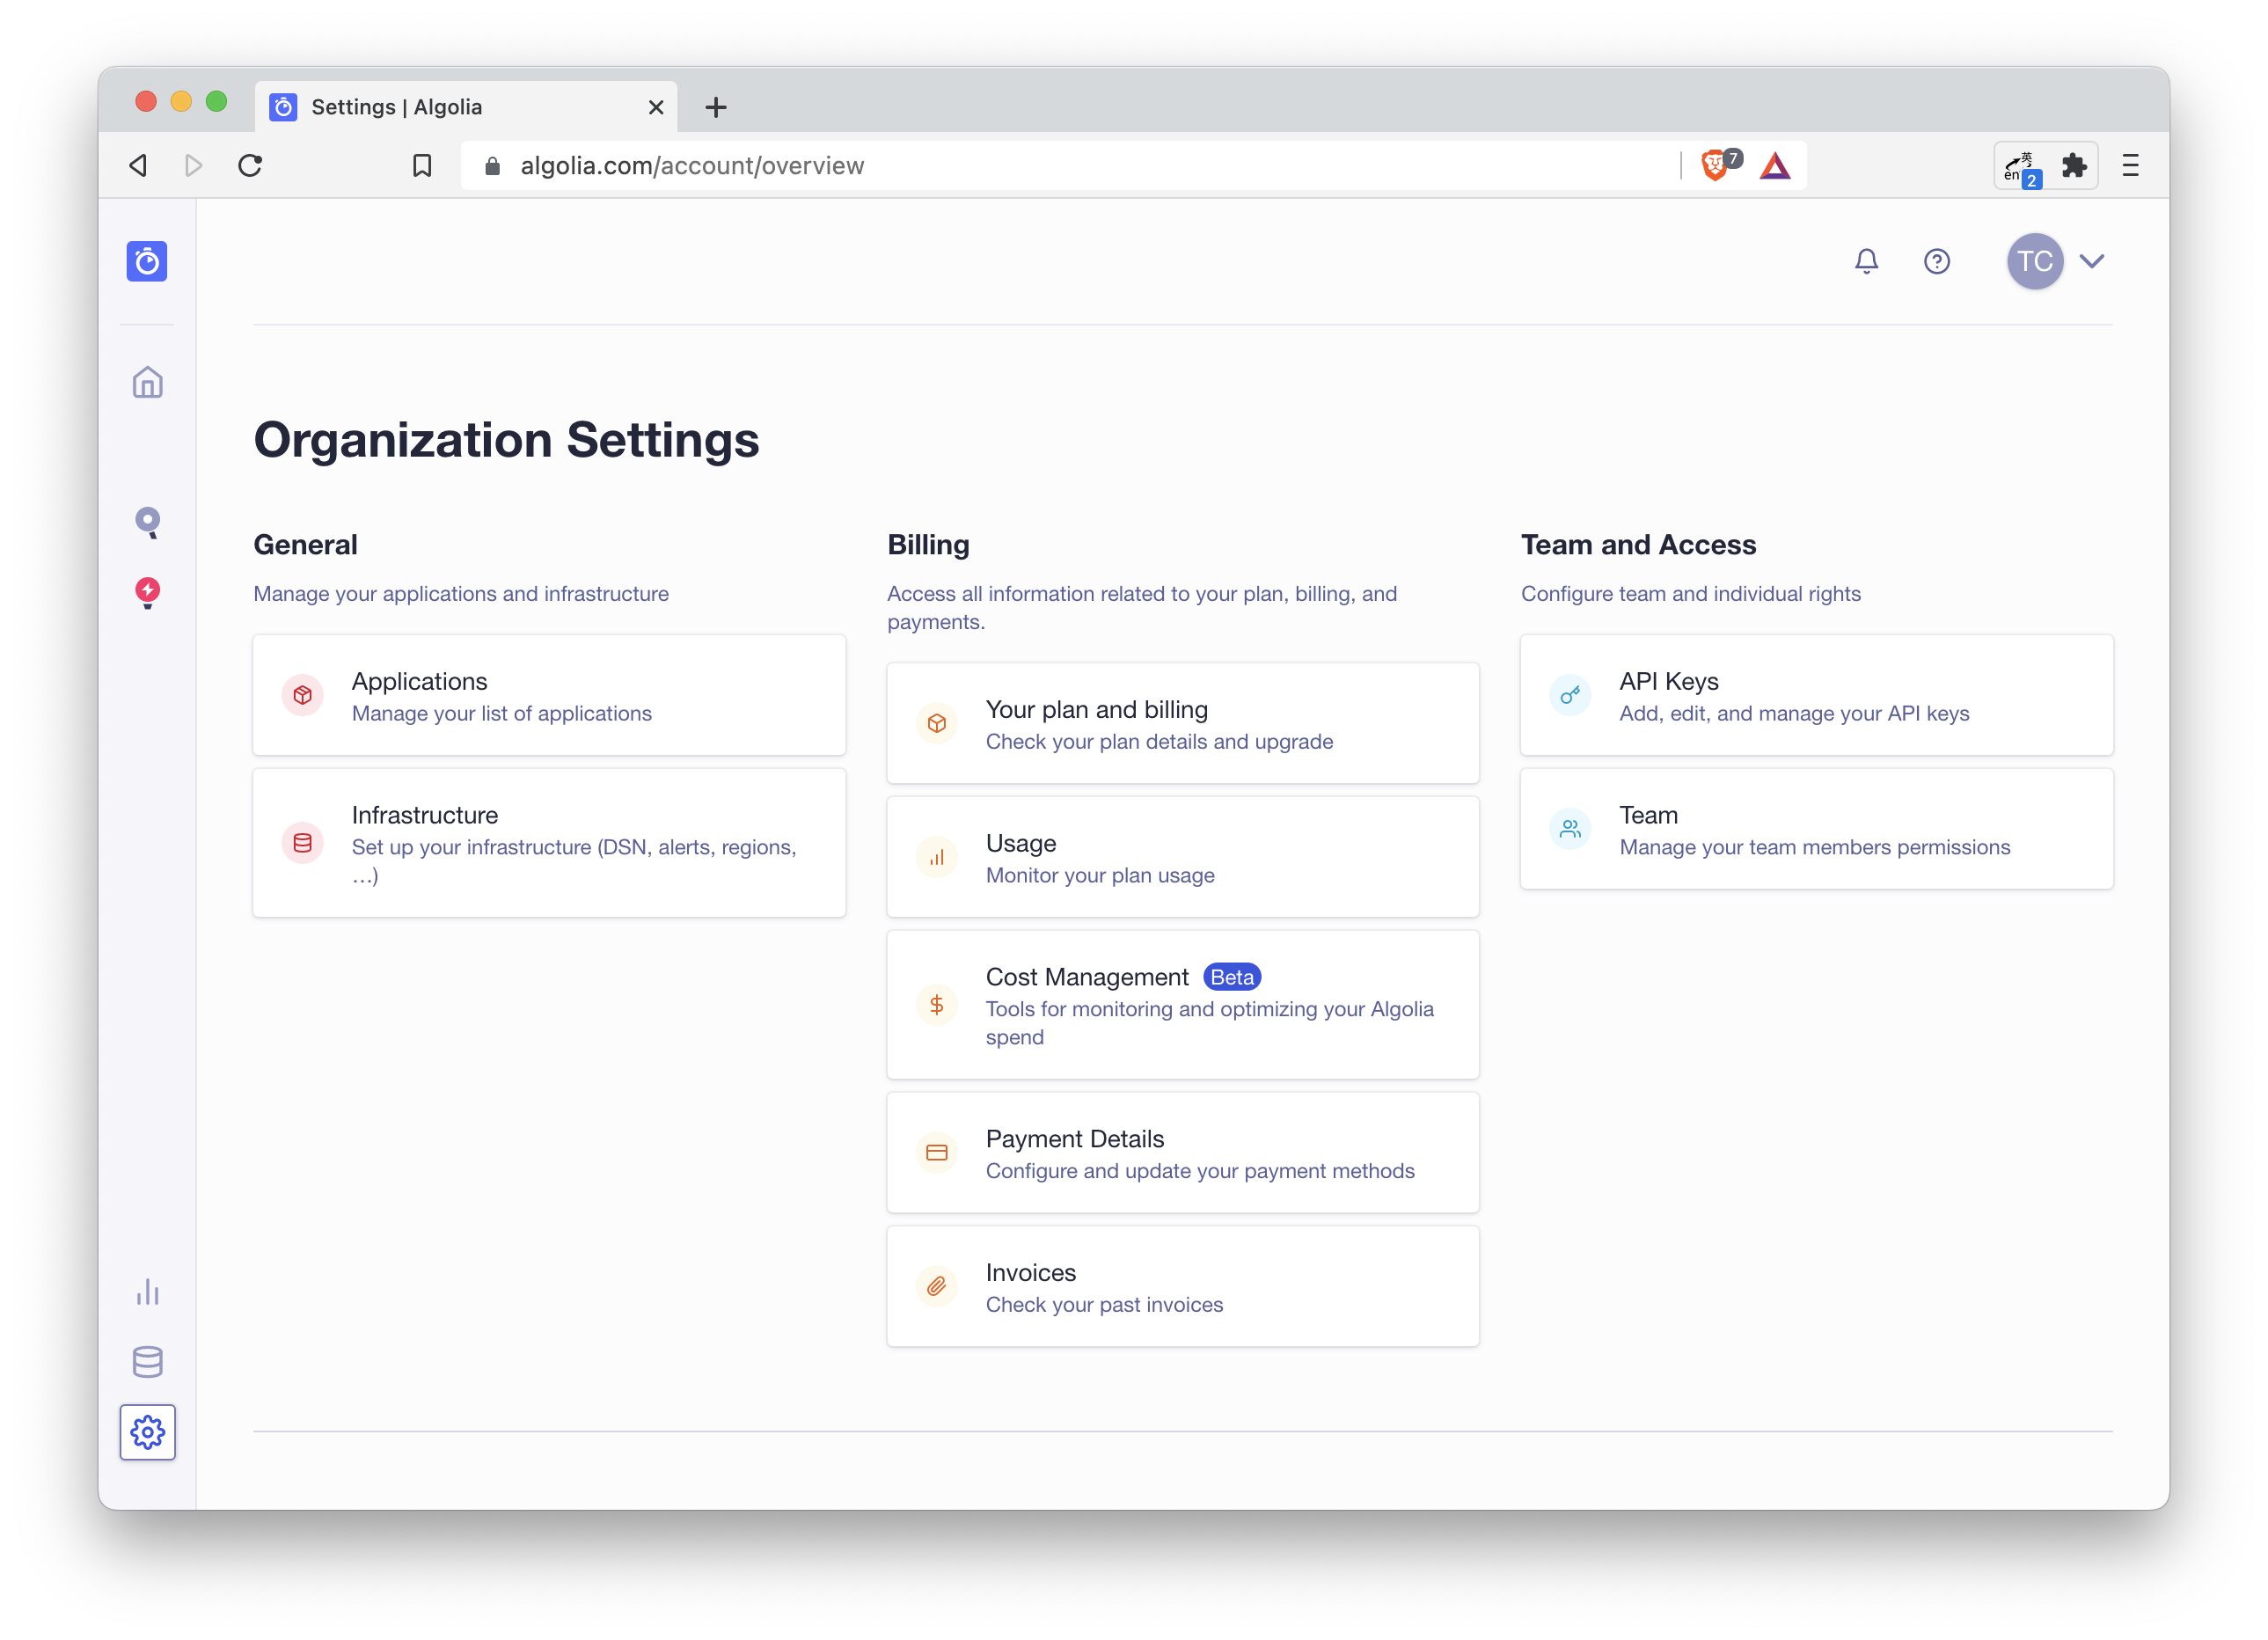 Settings | Algolia
algolia.com/account/overview
7
英
en
2
TC
Organization Settings
General
Manage your applications and infrastructure
Applications
Manage your list of applications
Infrastructure
Set up your infrastructure (DSN, alerts, regions,
…)
Billing
Access all information related to your plan, billing, and
payments.
Your plan and billing
Check your plan details and upgrade
Usage
Monitor your plan usage
Cost Management Beta
Tools for monitoring and optimizing your Algolia
spend
Payment Details
Configure and update your payment methods
Invoices
Check your past invoices
Team and Access
Configure team and individual rights
API Keys
Add, edit, and manage your API keys
Team
Manage your team members permissions